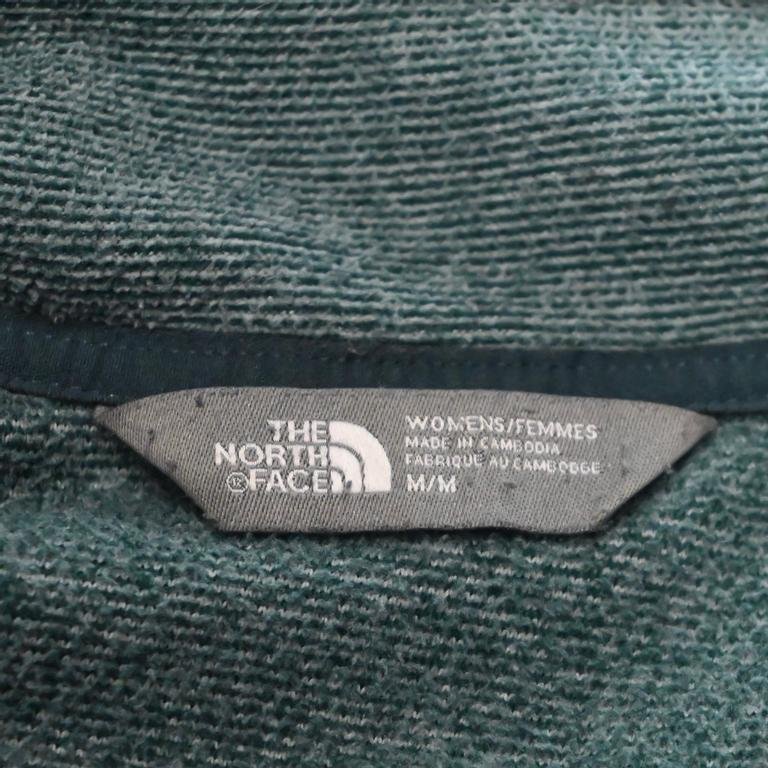 THE
NORTH
FACE
WOMENS/FEMMES
MADE IN CAMBODIA
FABRIQUE AU CAMBODGE
M/M